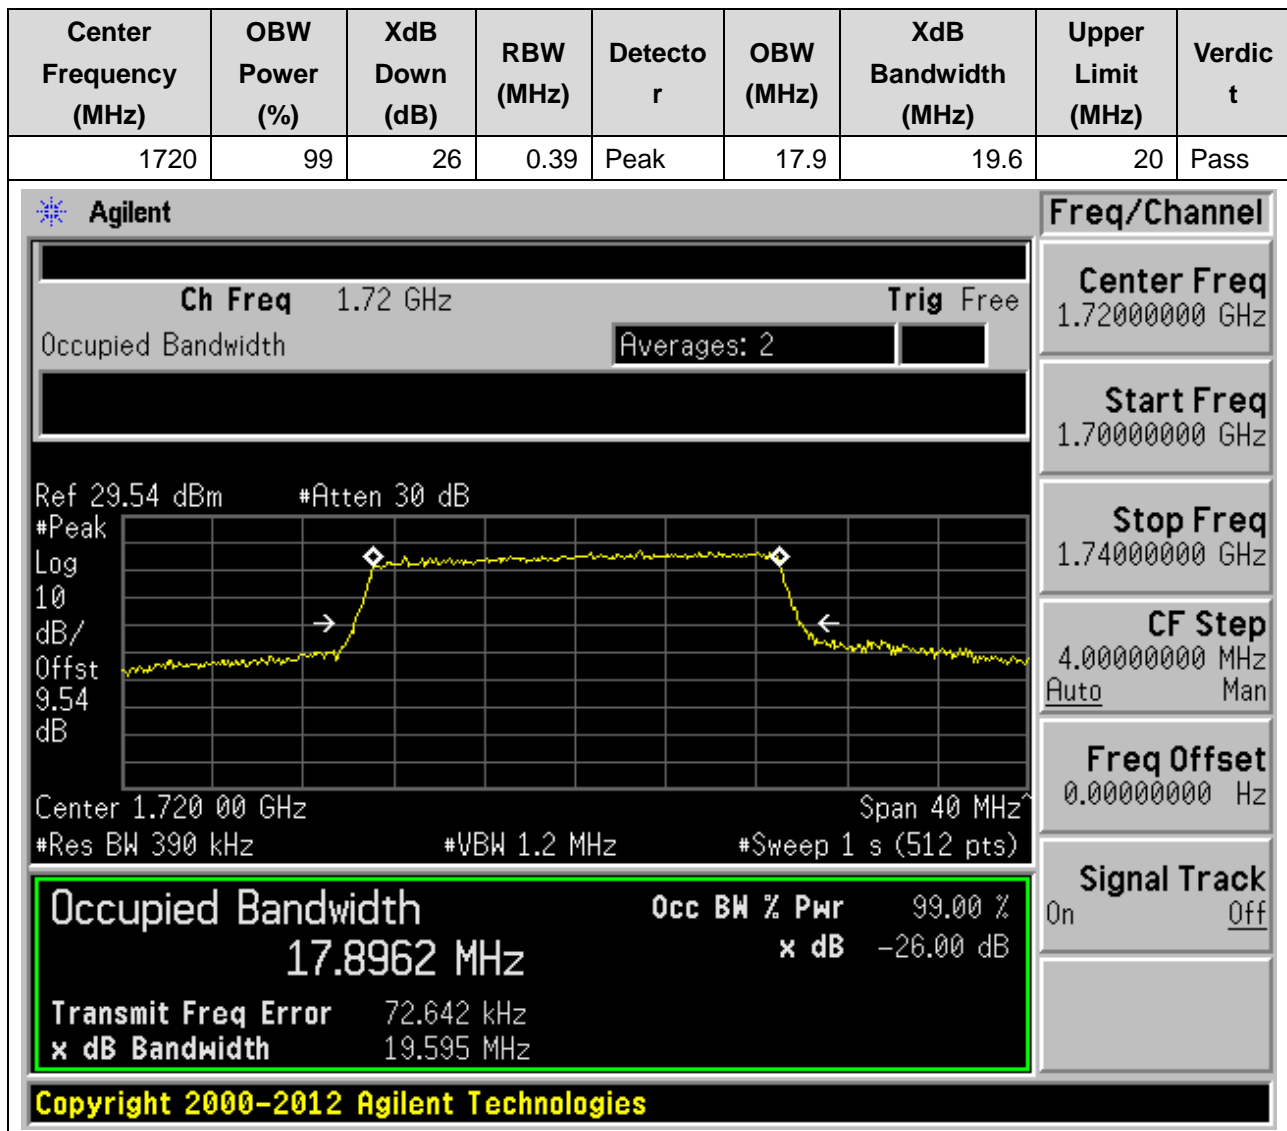 Center Frequency (MHz) OBW Power (%) XdB Down (dB) RBW (MHz) Detecto r OBW (MHz) XdB Bandwidth (MHz) Upper Limit (MHz) Verdic t
1720 99 26 0.39 Peak 17.9 19.6 20 Pass
Agilent
Ch Freq 1.72 GHz Trig Free
Occupied Bandwidth Averages: 2
Ref 29.54 dBm #Atten 30 dB
#Peak
Log
10
dB/
Offst
9.54
dB
Center 1.720 00 GHz Span 40 MHz^
#Res BW 390 kHz #VBW 1.2 MHz #Sweep 1 s (512 pts)
Occupied Bandwidth Occ BW % Pwr 99.00 %
17.8962 MHz x dB -26.00 dB
Transmit Freq Error 72.642 kHz
x dB Bandwidth 19.595 MHz
Freq/Channel
Center Freq
1.72000000 GHz
Start Freq
1.70000000 GHz
Stop Freq
1.74000000 GHz
CF Step
4.00000000 MHz
Auto Man
Freq Offset
0.00000000 Hz
Signal Track
On Off
Copyright 2000-2012 Agilent Technologies